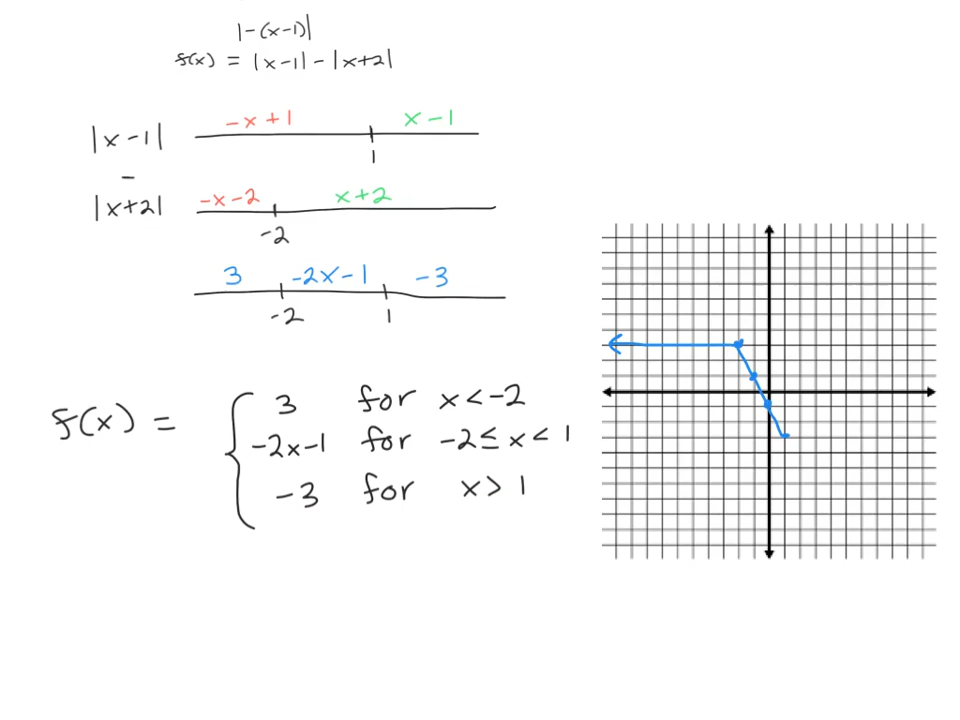 |-(x-1)|
f(x) = |x-1| - |x+2|
-x+1 x-1
|x-1|
1
-
-x-2 x+2
|x+2|
-2
3 -2x-1 -3
-2 1
f(x) = { 3 for x<-2
-2x-1 for -2≤x<1
-3 for x>1